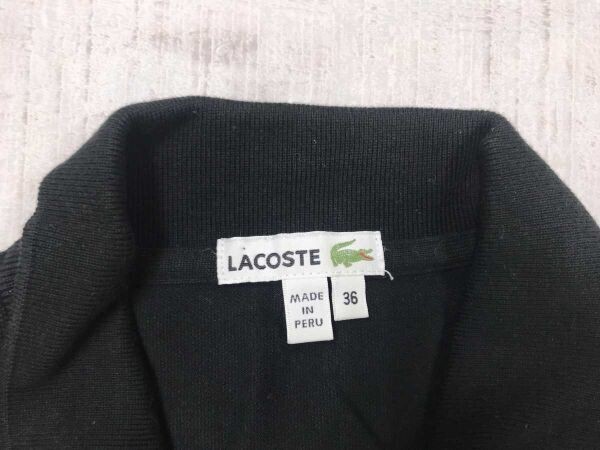 LACOSTE
MADE
IN
PERU
36